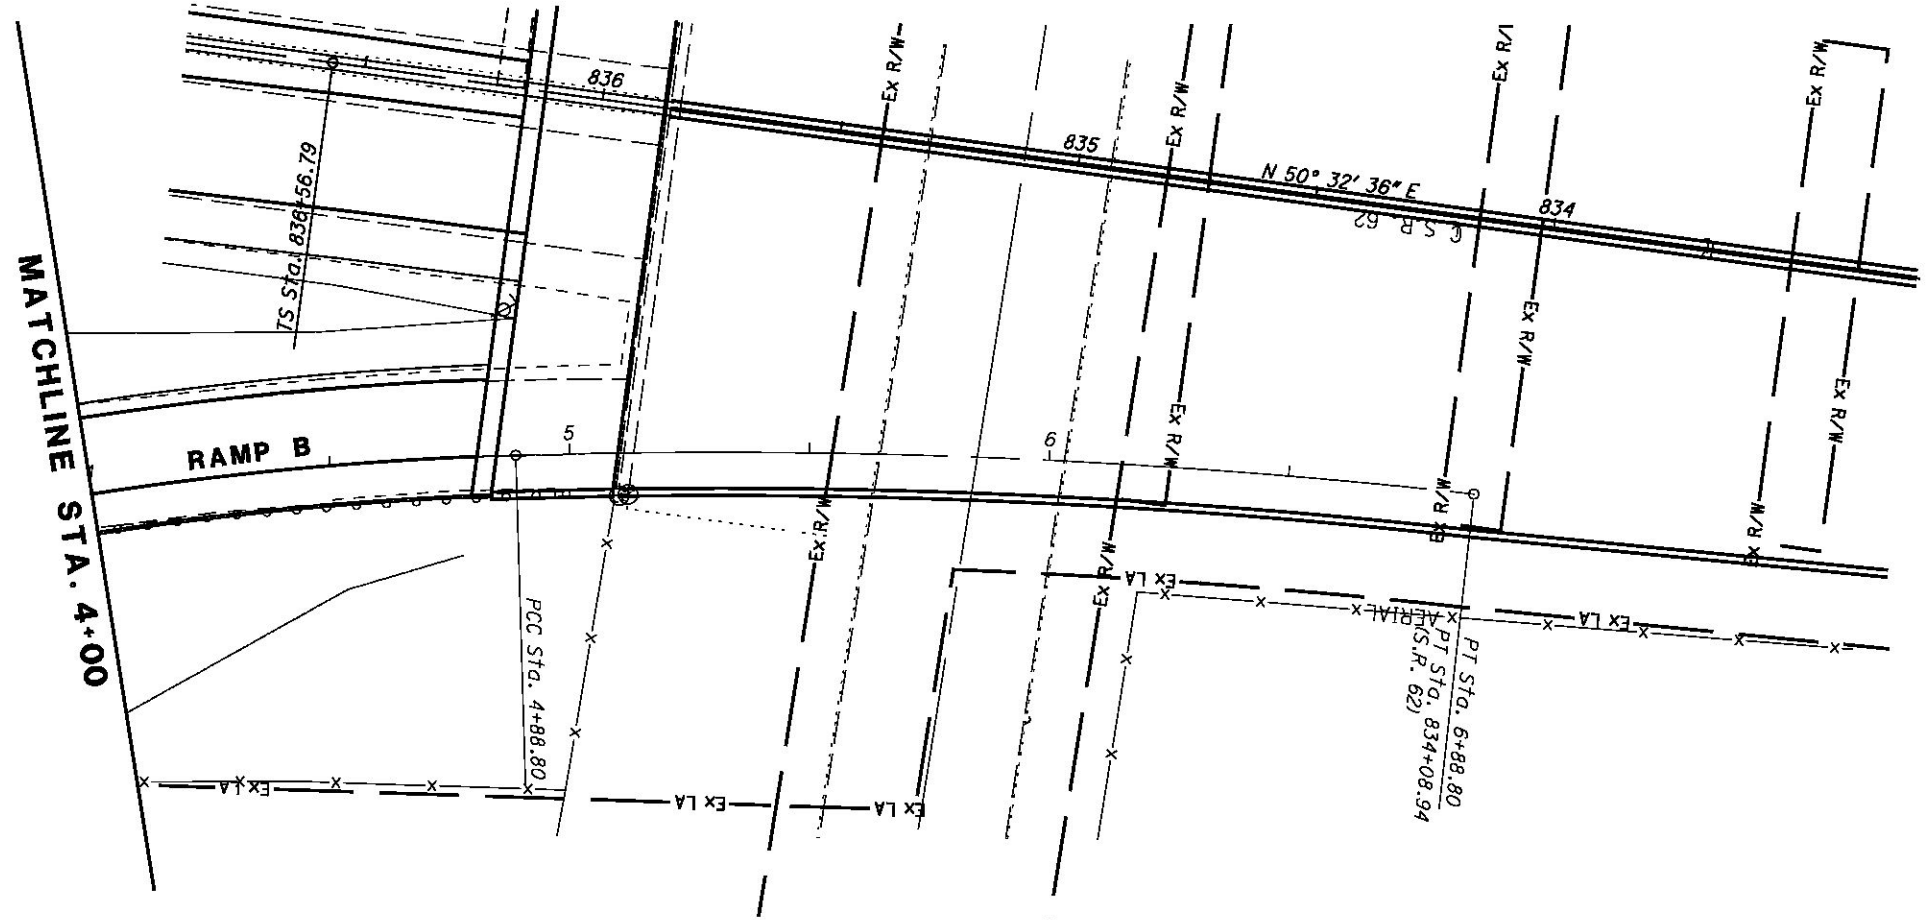 Ex R/W
Ex R/
Ex R/W
Ex R/W
836
835
N 50° 32' 36" E
834
℄ S.R. 62
TS Sta. 836+56.79
MATCHLINE STA. 4+00
Ex R/W
Ex R/W
Ex R/W
RAMP B
5
6
Ex R/W
Ex R/W
Ex R/W
Ex R/W
Ex LA
Ex LA
AERIAL
PCC Sta. 4+88.80
PT Sta. 6+88.80
PT Sta. 834+08.94
(S.R. 62)
Ex LA
Ex LA
Ex LA